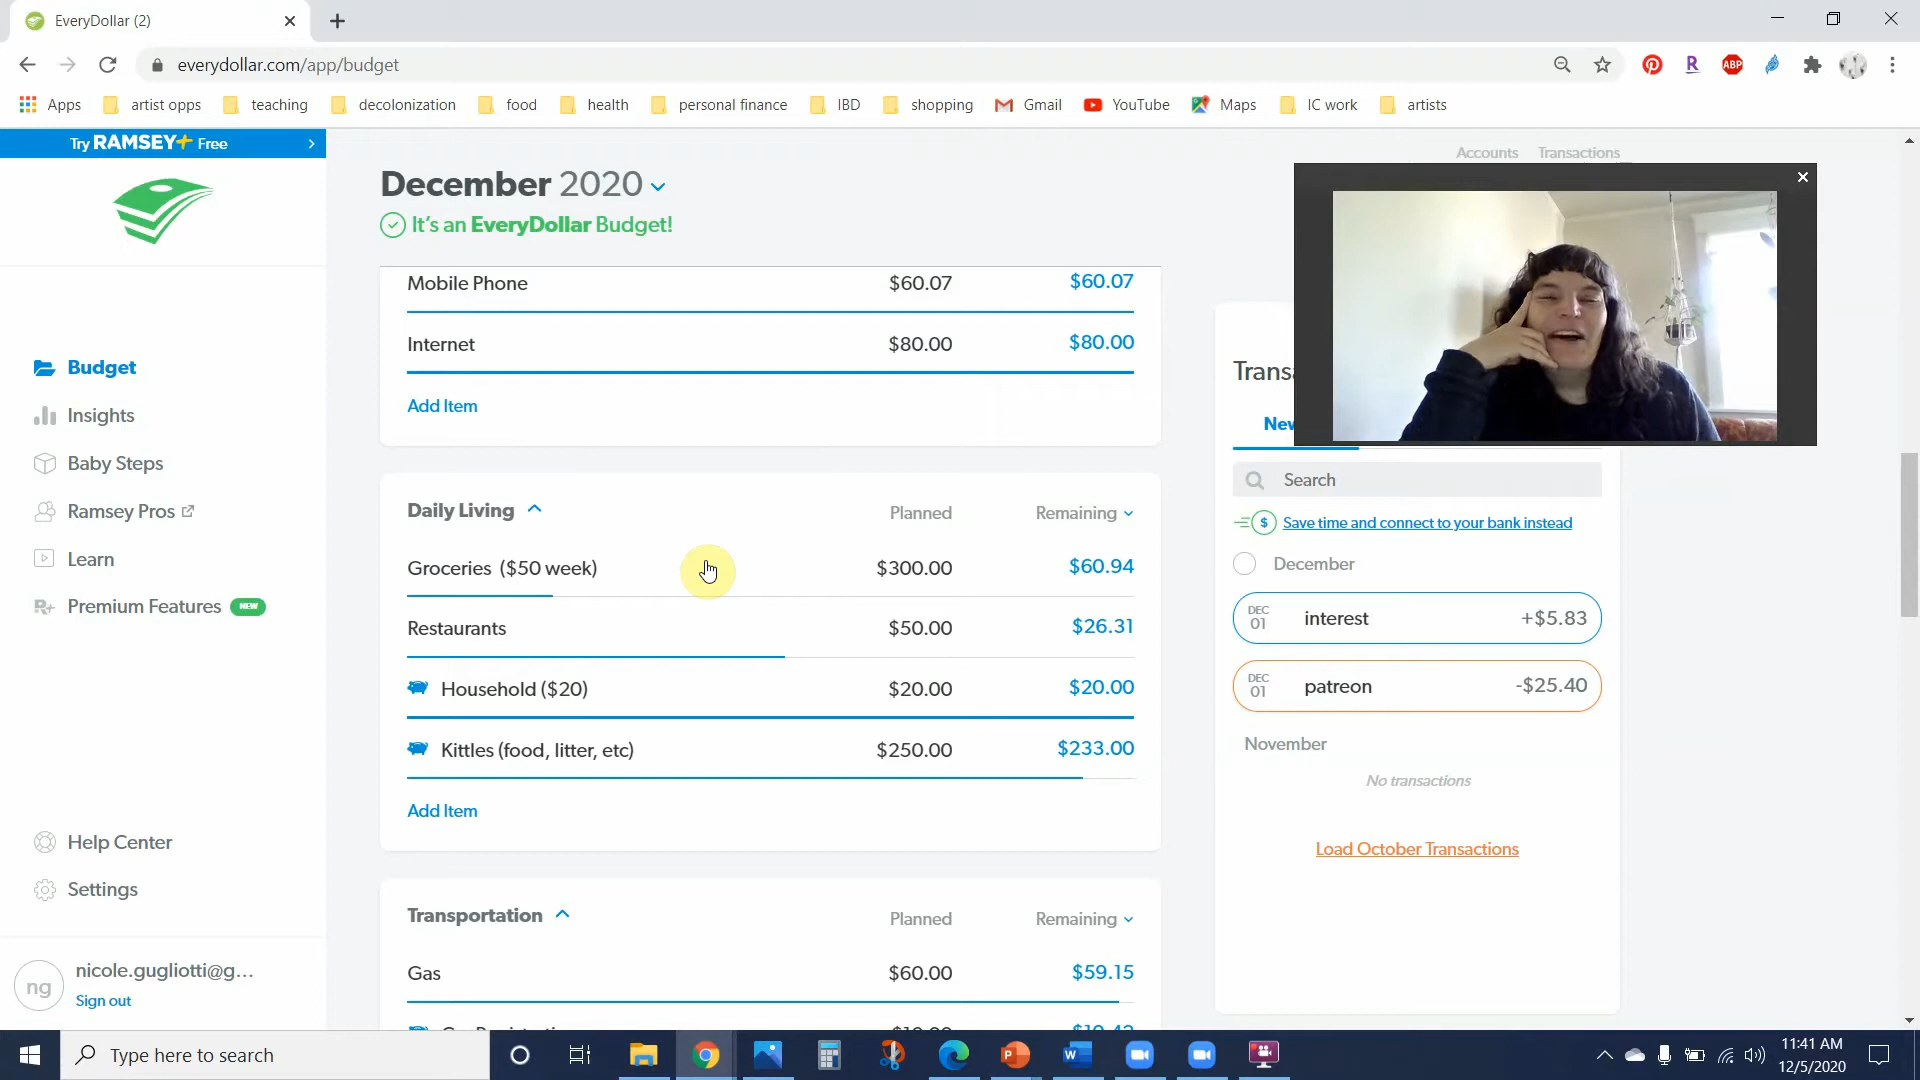 EveryDollar (2)
everydollar.com/app/budget
R
ABP
Apps
artist opps
teaching
decolonization
food
health
personal finance
IBD
shopping
Gmail
YouTube
Maps
IC work
artists
Try RAMSEY+ Free
December 2020
It's an EveryDollar Budget!
Accounts
Transactions
Mobile Phone $60.07 $60.07
Internet $80.00 $80.00
Add Item
Budget
Insights
Baby Steps
Ramsey Pros
Learn
Premium Features NEW
Help Center
Settings
ng
nicole.gugliotti@g...
Sign out
Daily Living Planned Remaining
Groceries ($50 week) $300.00 $60.94
Restaurants $50.00 $26.31
Household ($20) $20.00 $20.00
Kittles (food, litter, etc) $250.00 $233.00
Add Item
Transportation Planned Remaining
Gas $60.00 $59.15
Transa
New
Search
Save time and connect to your bank instead
December
DEC 01 interest +$5.83
DEC 01 patreon -$25.40
November
No transactions
Load October Transactions
Type here to search
11:41 AM
12/5/2020